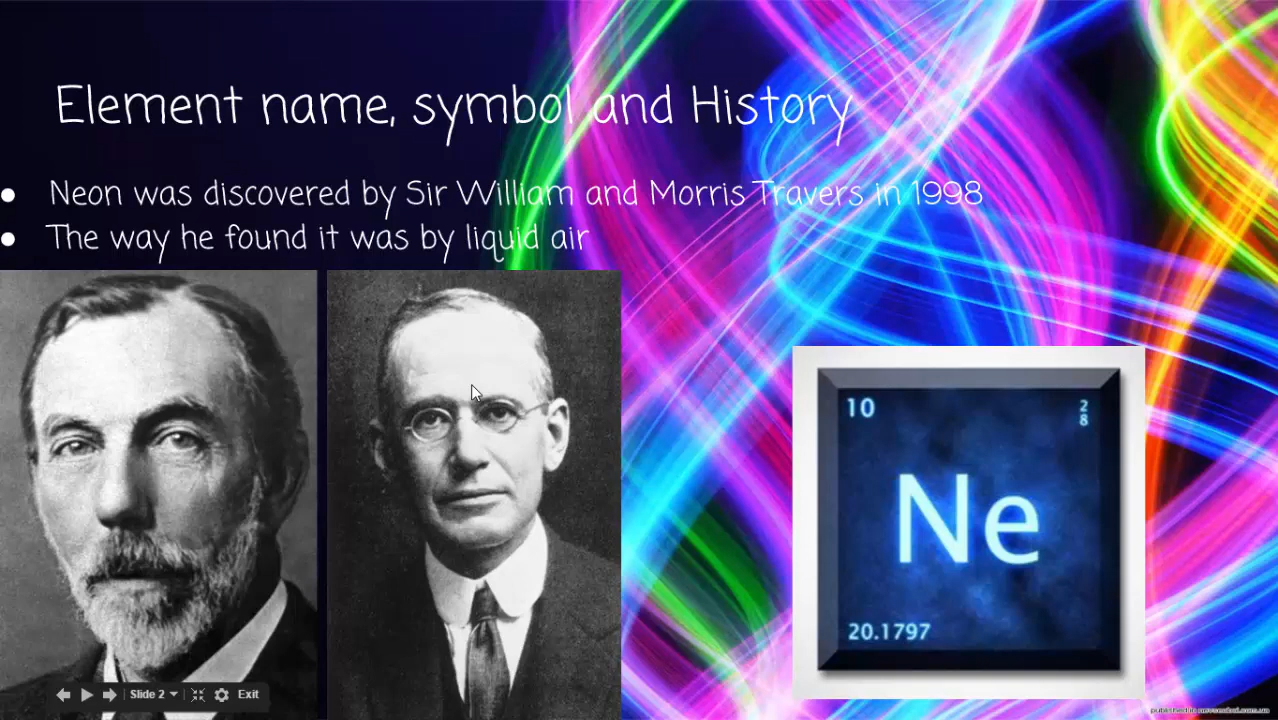 Element name, symbol and History
● Neon was discovered by Sir William and Morris Travers in 1998
● The way he found it was by liquid air
10
2
8
Ne
20.1797
Slide 2
Exit